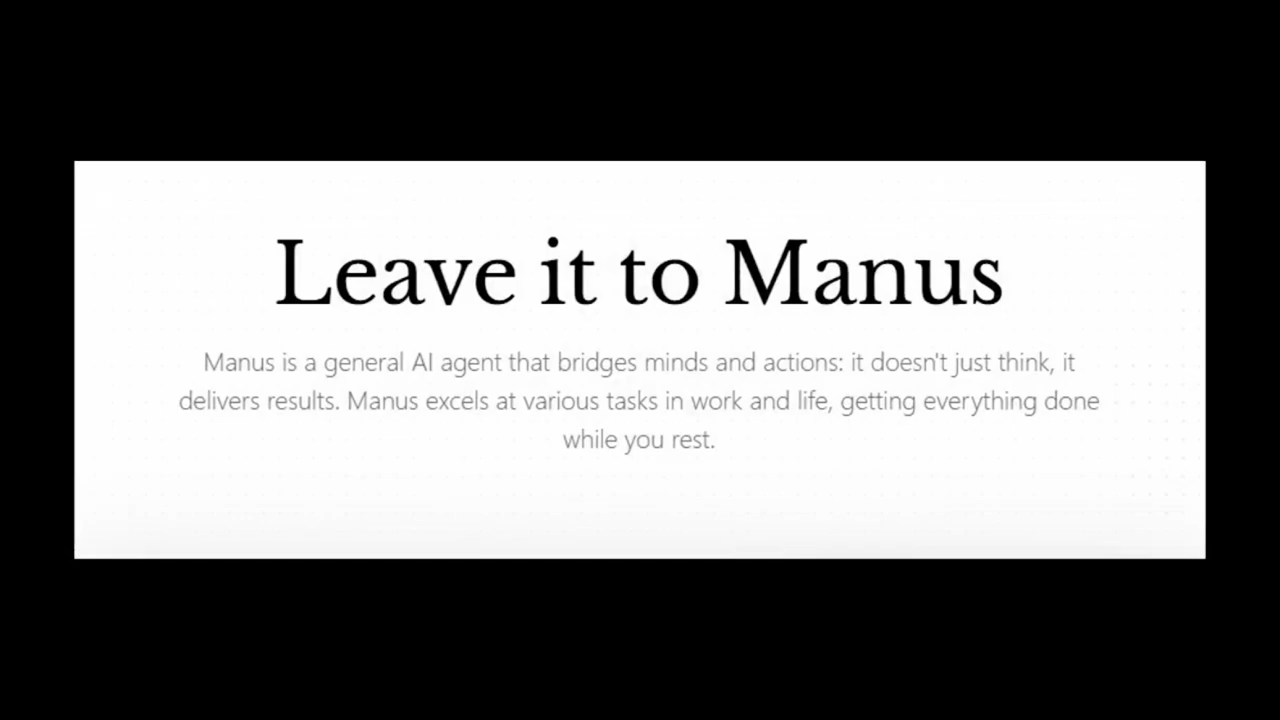 Leave it to Manus
Manus is a general AI agent that bridges minds and actions: it doesn't just think, it
delivers results. Manus excels at various tasks in work and life, getting everything done
while you rest.